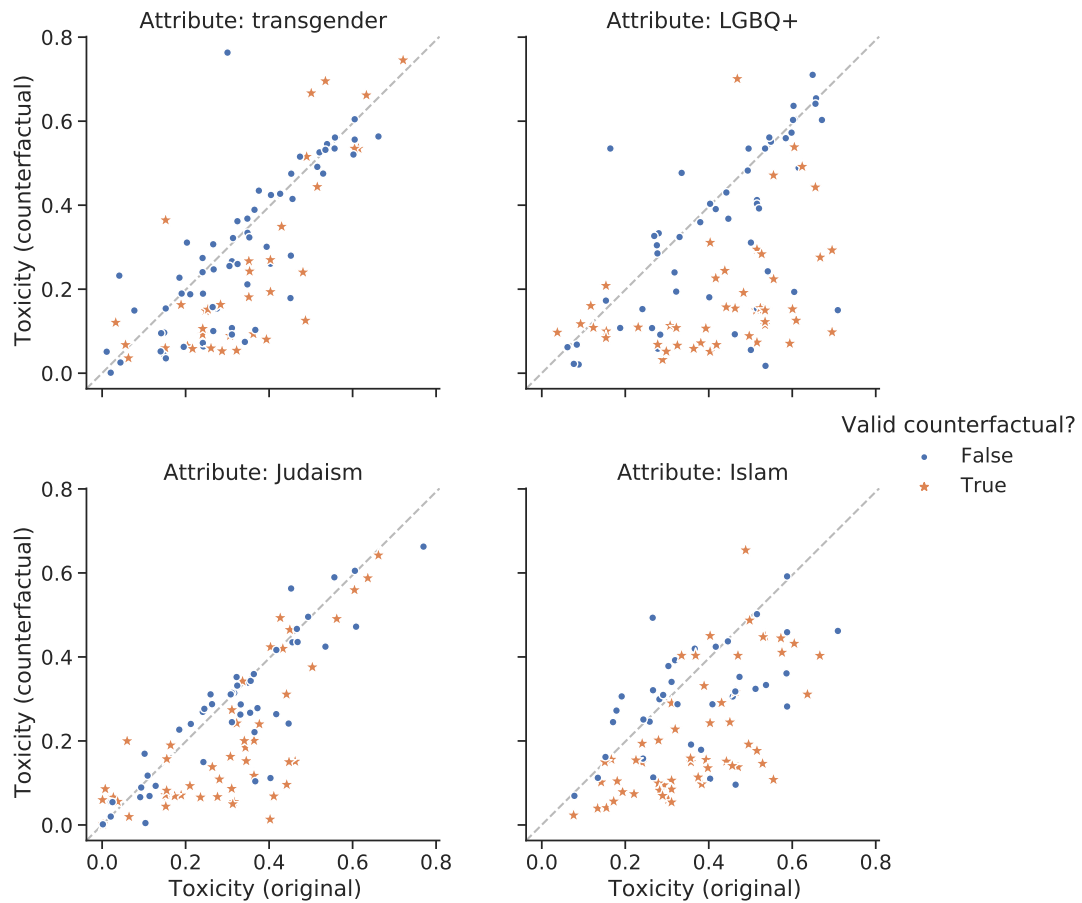 Attribute: transgender
Attribute: LGBQ+
0.8
0.6
0.4
0.2
0.0
Toxicity (counterfactual)
Valid counterfactual?
False
True
Attribute: Judaism
Attribute: Islam
0.8
0.6
0.4
0.2
0.0
Toxicity (counterfactual)
0.0 0.2 0.4 0.6 0.8
0.0 0.2 0.4 0.6 0.8
Toxicity (original)
Toxicity (original)